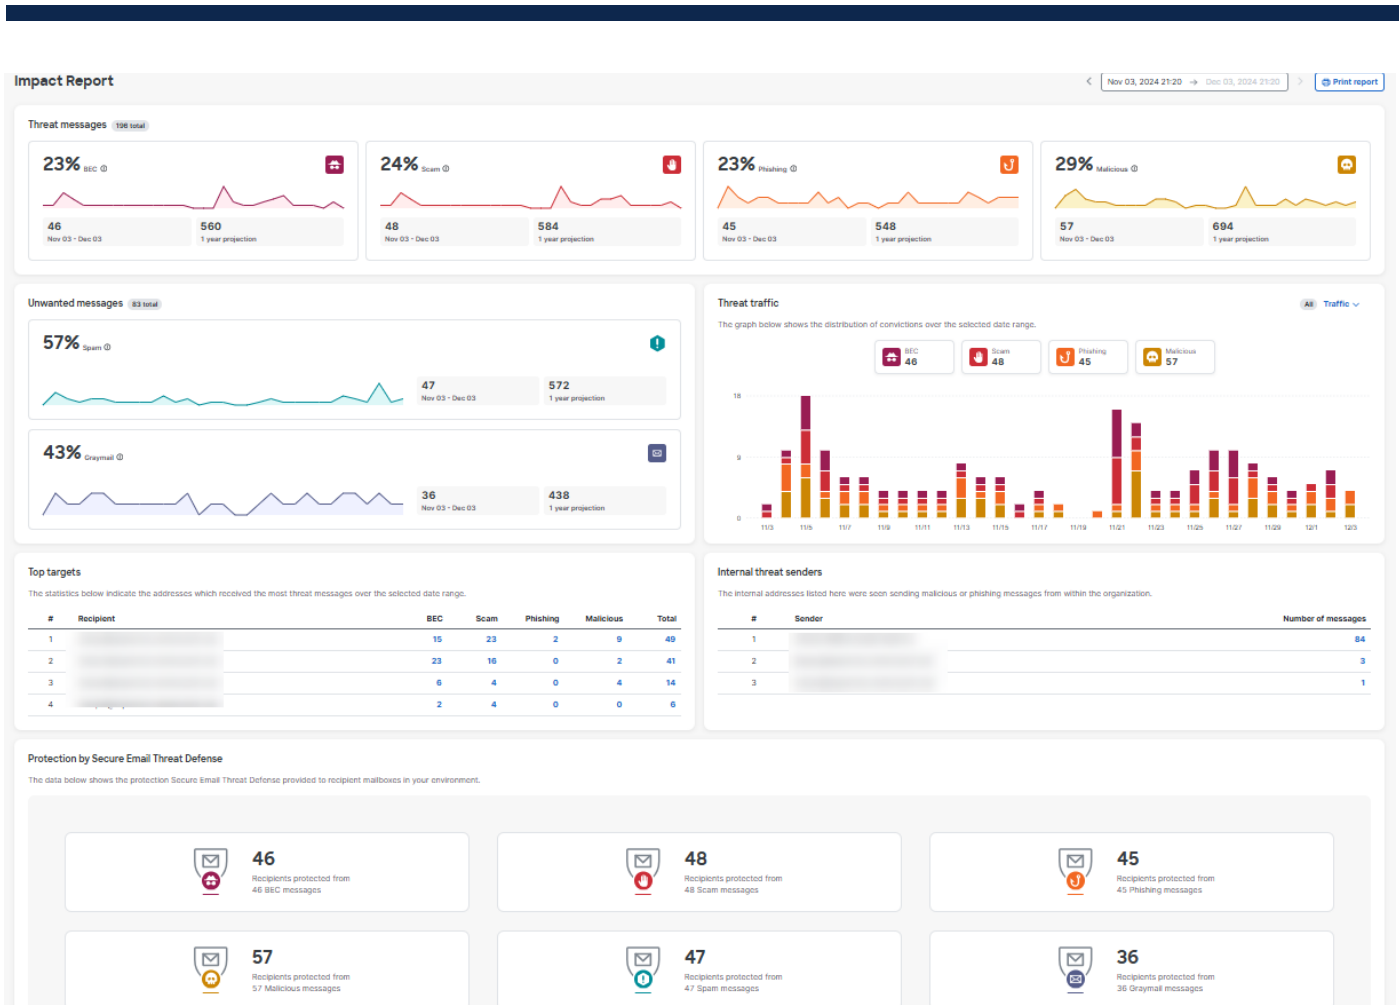 Impact Report
Nov 03, 2024 21:20 → Dec 03, 2024 21:20
Print report
Threat messages 196 total
23% BEC
46
Nov 03 - Dec 03
560
1 year projection
24% Scam
48
Nov 03 - Dec 03
584
1 year projection
23% Phishing
45
Nov 03 - Dec 03
548
1 year projection
29% Malicious
57
Nov 03 - Dec 03
694
1 year projection
Unwanted messages 83 total
57% Spam
47
Nov 03 - Dec 03
572
1 year projection
43% Graymail
36
Nov 03 - Dec 03
438
1 year projection
Threat traffic
All Traffic
The graph below shows the distribution of convictions over the selected date range.
BEC
46
Scam
48
Phishing
45
Malicious
57
18
9
0
11/3 11/5 11/7 11/9 11/11 11/13 11/15 11/17 11/19 11/21 11/23 11/25 11/27 11/29 12/1 12/3
Top targets
The statistics below indicate the addresses which received the most threat messages over the selected date range.
# Recipient BEC Scam Phishing Malicious Total
1 15 23 2 9 49
2 23 16 0 2 41
3 6 4 0 4 14
4 2 4 0 0 6
Internal threat senders
The internal addresses listed here were seen sending malicious or phishing messages from within the organization.
# Sender Number of messages
1 84
2 3
3 1
Protection by Secure Email Threat Defense
The data below shows the protection Secure Email Threat Defense provided to recipient mailboxes in your environment.
46
Recipients protected from
46 BEC messages
48
Recipients protected from
48 Scam messages
45
Recipients protected from
45 Phishing messages
57
Recipients protected from
57 Malicious messages
47
Recipients protected from
47 Spam messages
36
Recipients protected from
36 Graymail messages